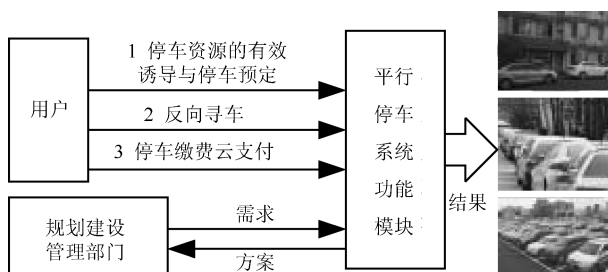 1 停车资源的有效
诱导与停车预定
用户
2 反向寻车
3 停车缴费云支付
平行
停车
系统
功能
模块
结果
规划建设
管理部门
需求
方案